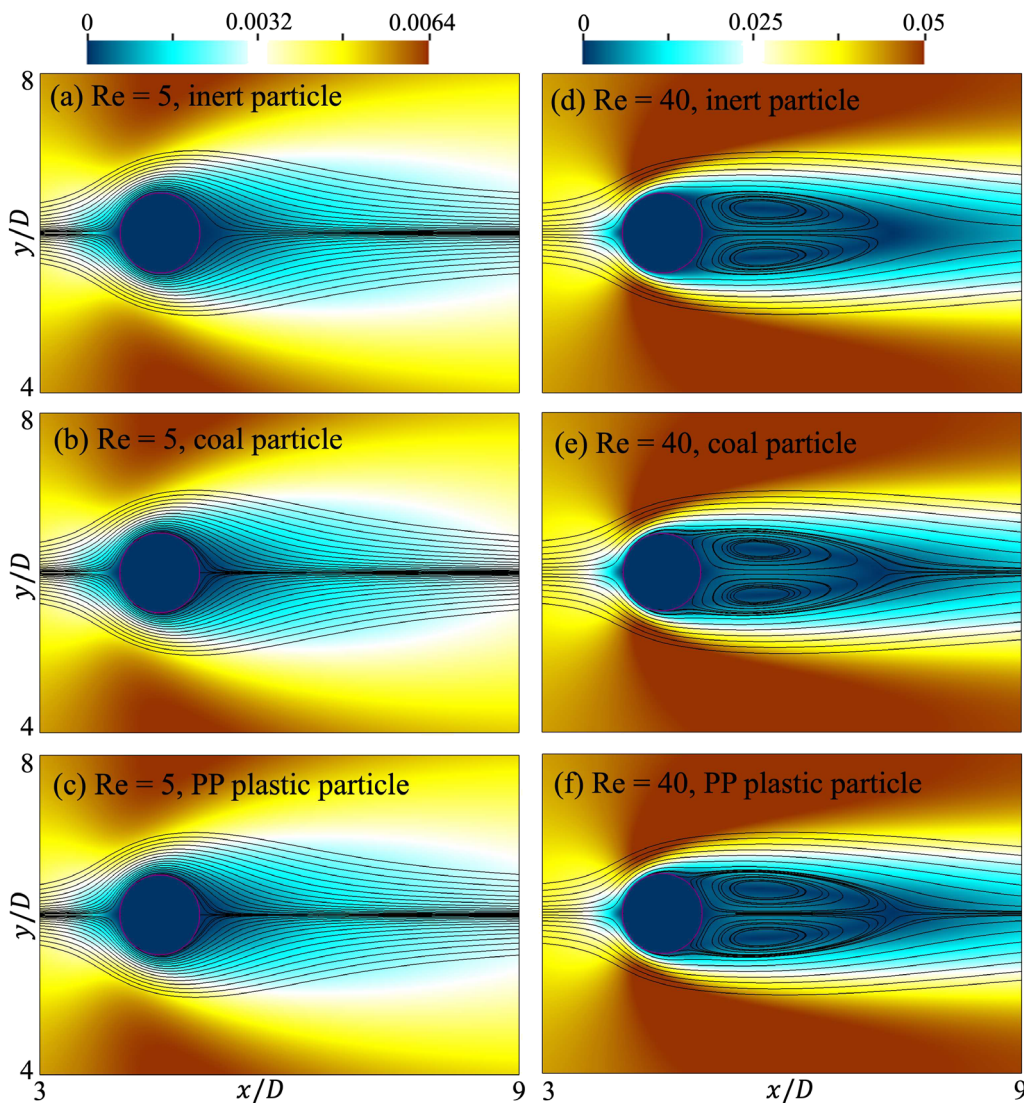 0 0.0032 0.0064
0 0.025 0.05
8
(a) Re = 5, inert particle
y/D
4
(d) Re = 40, inert particle
8
(b) Re = 5, coal particle
y/D
4
(e) Re = 40, coal particle
8
(c) Re = 5, PP plastic particle
y/D
4
3 x/D 9
(f) Re = 40, PP plastic particle
3 x/D 9